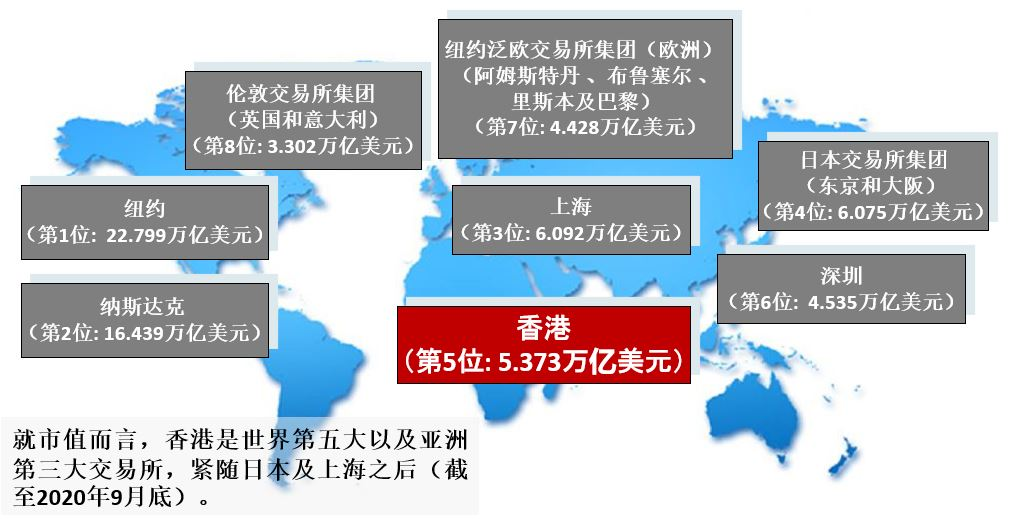 纽约泛欧交易所集团（欧洲）
（阿姆斯特丹、布鲁塞尔、
里斯本及巴黎）
（第7位: 4.428万亿美元）
伦敦交易所集团
（英国和意大利）
（第8位: 3.302万亿美元）
日本交易所集团
（东京和大阪）
（第4位: 6.075万亿美元）
纽约
（第1位: 22.799万亿美元）
上海
（第3位: 6.092万亿美元）
深圳
（第6位: 4.535万亿美元）
纳斯达克
（第2位: 16.439万亿美元）
香港
（第5位: 5.373万亿美元）
就市值而言，香港是世界第五大以及亚洲
第三大交易所，紧随日本及上海之后（截
至2020年9月底）。